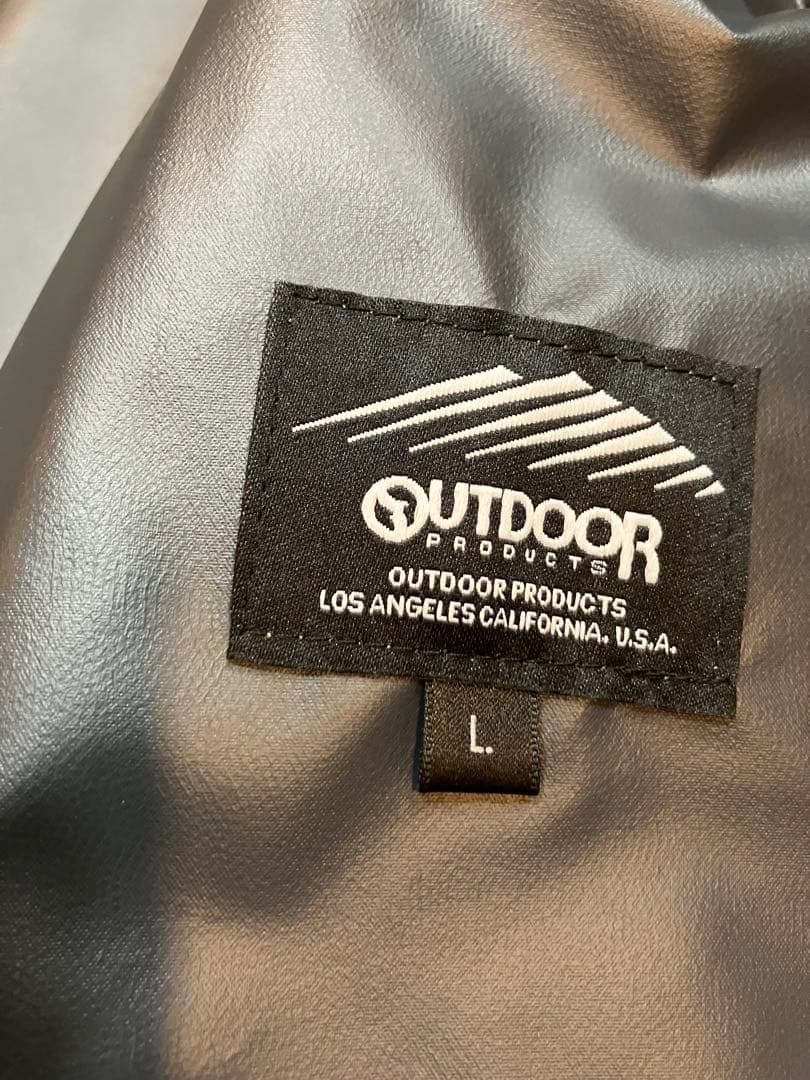 OUTDOOR
PRODUCTS
OUTDOOR PRODUCTS
LOS ANGELES CALIFORNIA, U.S.A.
L.